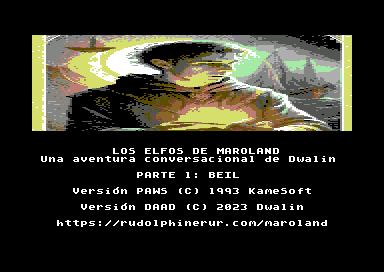 LOS ELFOS DE MAROLAND
Una aventura conversacional de Dwalin
PARTE 1: BEIL
Versión PAWS (C) 1993 KameSoft
Versión DAAD (C) 2023 Dwalin
https://rudolphinerur.com/maroland